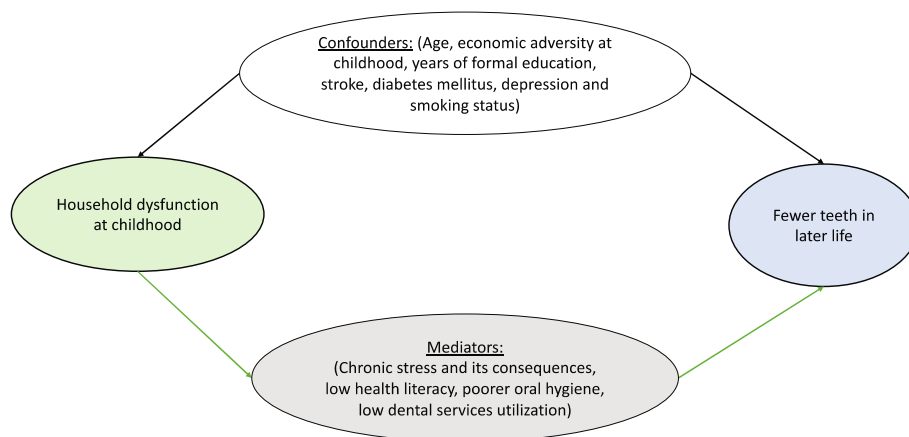 Confounders: (Age, economic adversity at
childhood, years of formal education,
stroke, diabetes mellitus, depression and
smoking status)
Household dysfunction
at childhood
Fewer teeth in
later life
Mediators:
(Chronic stress and its consequences,
low health literacy, poorer oral hygiene,
low dental services utilization)